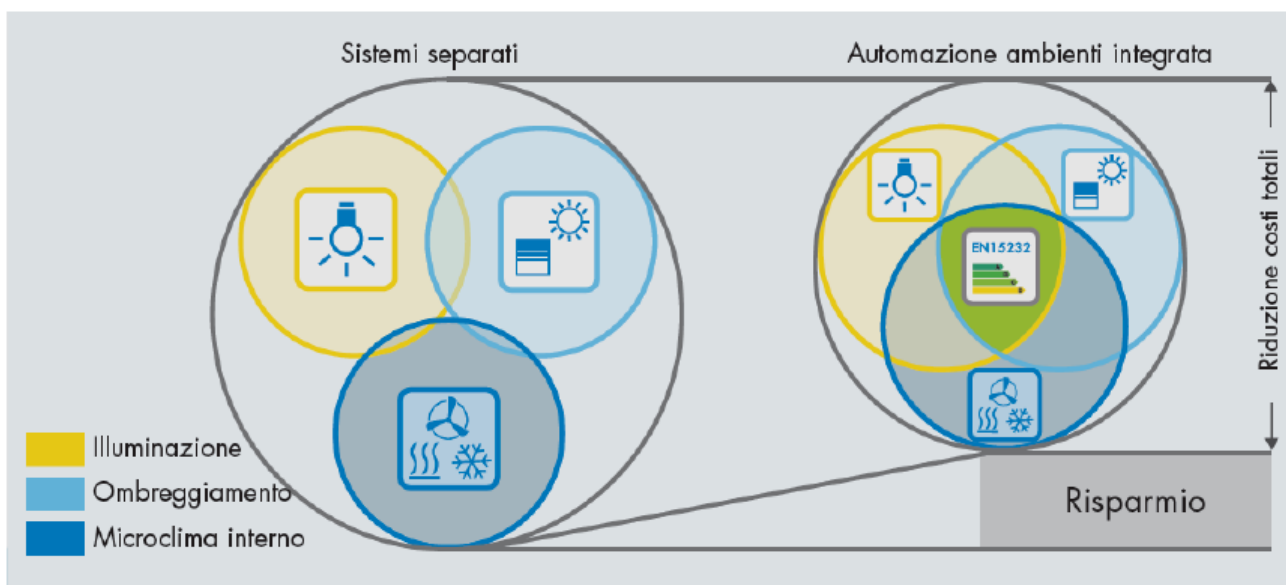 Sistemi separati
Automazione ambienti integrata
EN15232
Riduzione costi totali
Illuminazione
Ombreggiamento
Microclima interno
Risparmio